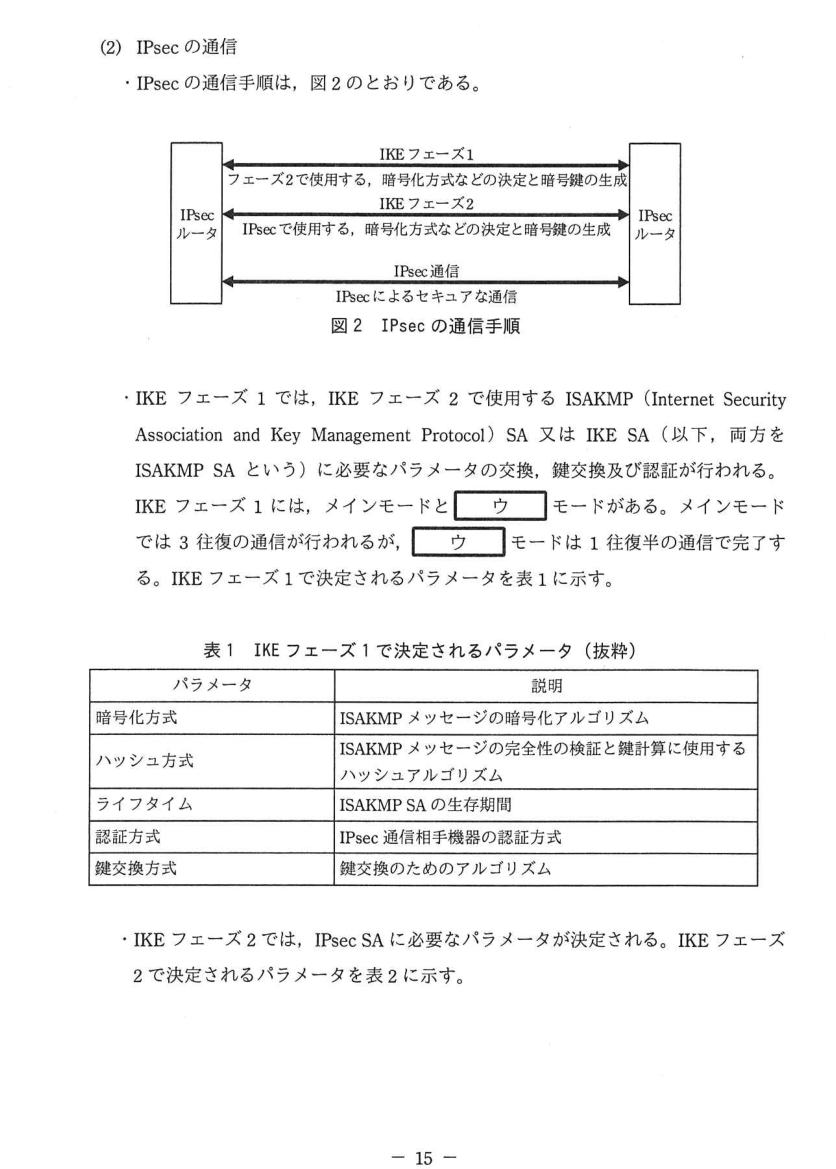 (2) IPsec の通信
・IPsec の通信手順は，図 2 のとおりである。
IKE フェーズ1
フェーズ2で使用する，暗号化方式などの決定と暗号鍵の生成
IKE フェーズ2
IPsec
ルータ
IPsecで使用する，暗号化方式などの決定と暗号鍵の生成
IPsec
ルータ
IPsec通信
IPsecによるセキュアな通信
図 2 IPsec の通信手順
・IKE フェーズ 1 では，IKE フェーズ 2 で使用する ISAKMP（Internet Security
Association and Key Management Protocol）SA 又は IKE SA（以下，両方を
ISAKMP SA という）に必要なパラメータの交換，鍵交換及び認証が行われる。
IKE フェーズ 1 には，メインモードと ウ モードがある。メインモード
では 3 往復の通信が行われるが， ウ モードは 1 往復半の通信で完了す
る。IKE フェーズ 1 で決定されるパラメータを表 1 に示す。
表 1 IKE フェーズ 1 で決定されるパラメータ（抜粋）
パラメータ 説明
暗号化方式 ISAKMP メッセージの暗号化アルゴリズム
ハッシュ方式 ISAKMP メッセージの完全性の検証と鍵計算に使用する
ハッシュアルゴリズム
ライフタイム ISAKMP SA の生存期間
認証方式 IPsec 通信相手機器の認証方式
鍵交換方式 鍵交換のためのアルゴリズム
・IKE フェーズ 2 では，IPsec SA に必要なパラメータが決定される。IKE フェーズ
2 で決定されるパラメータを表 2 に示す。
－ 15 －